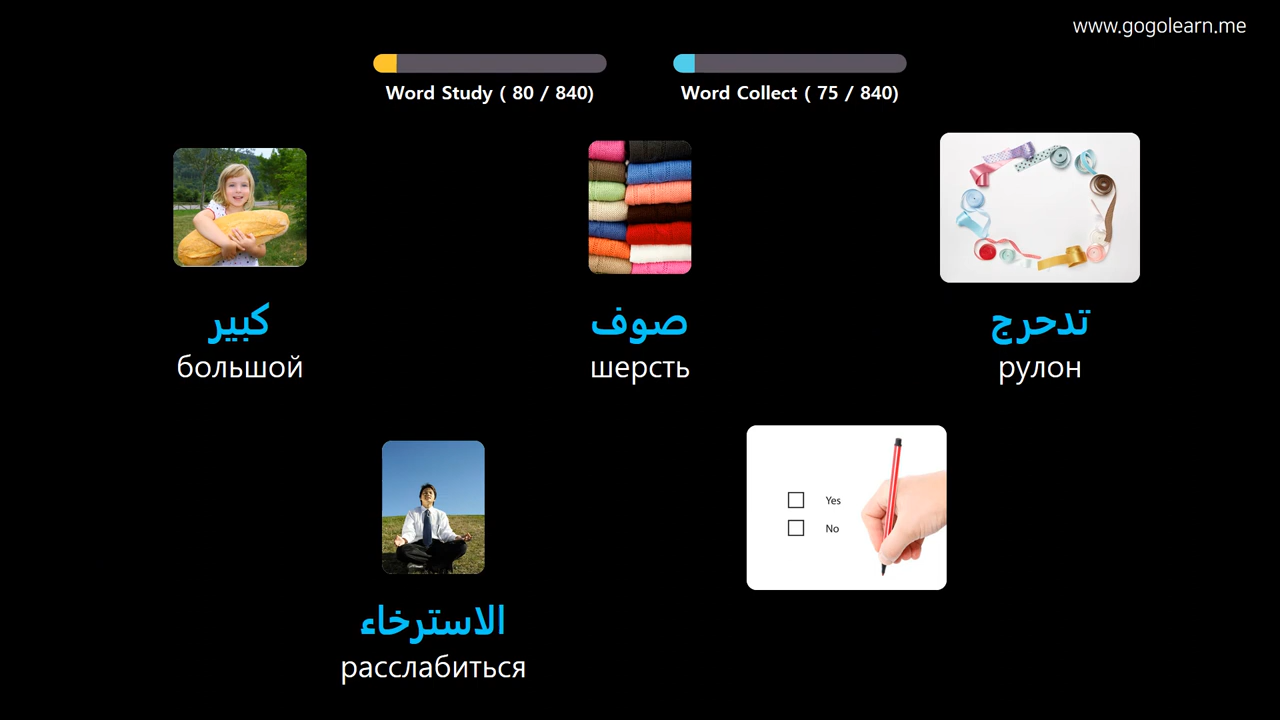 www.gogolearn.me
Word Study ( 80 / 840)
Word Collect ( 75 / 840)
كبير
большой
صوف
шерсть
تدحرج
рулон
Yes
No
الاسترخاء
расслабиться